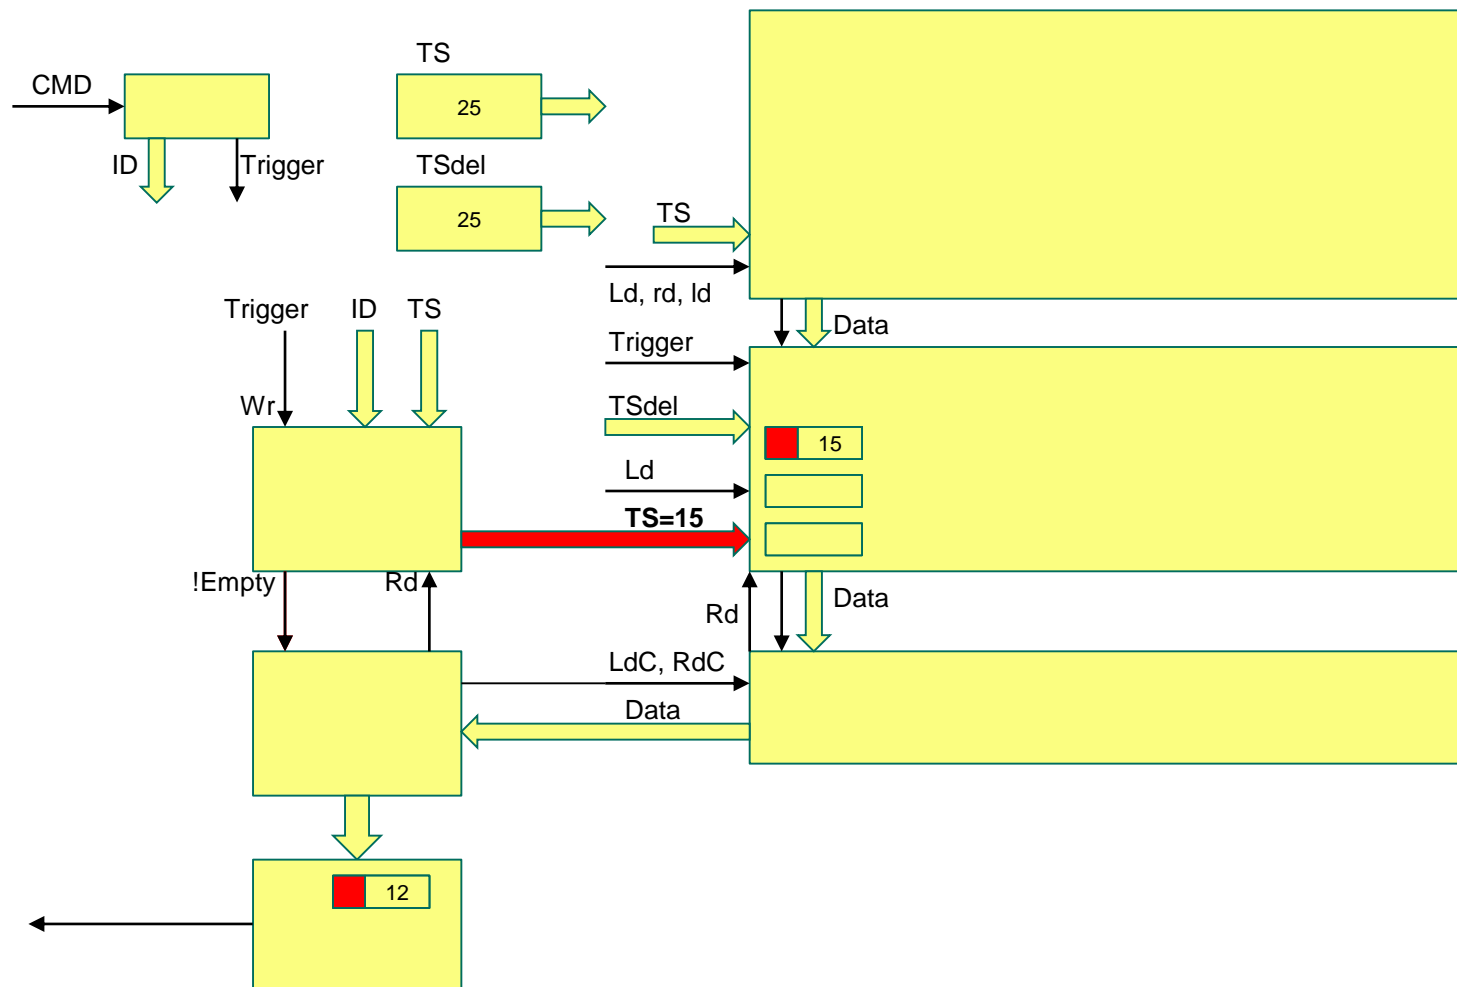 TS
CMD
25
ID
Trigger
TSdel
25
TS
Ld, rd, ld
Trigger
ID
TS
Data
Trigger
Wr
TSdel
15
Ld
TS=15
!Empty
Rd
Rd
Data
LdC, RdC
Data
12